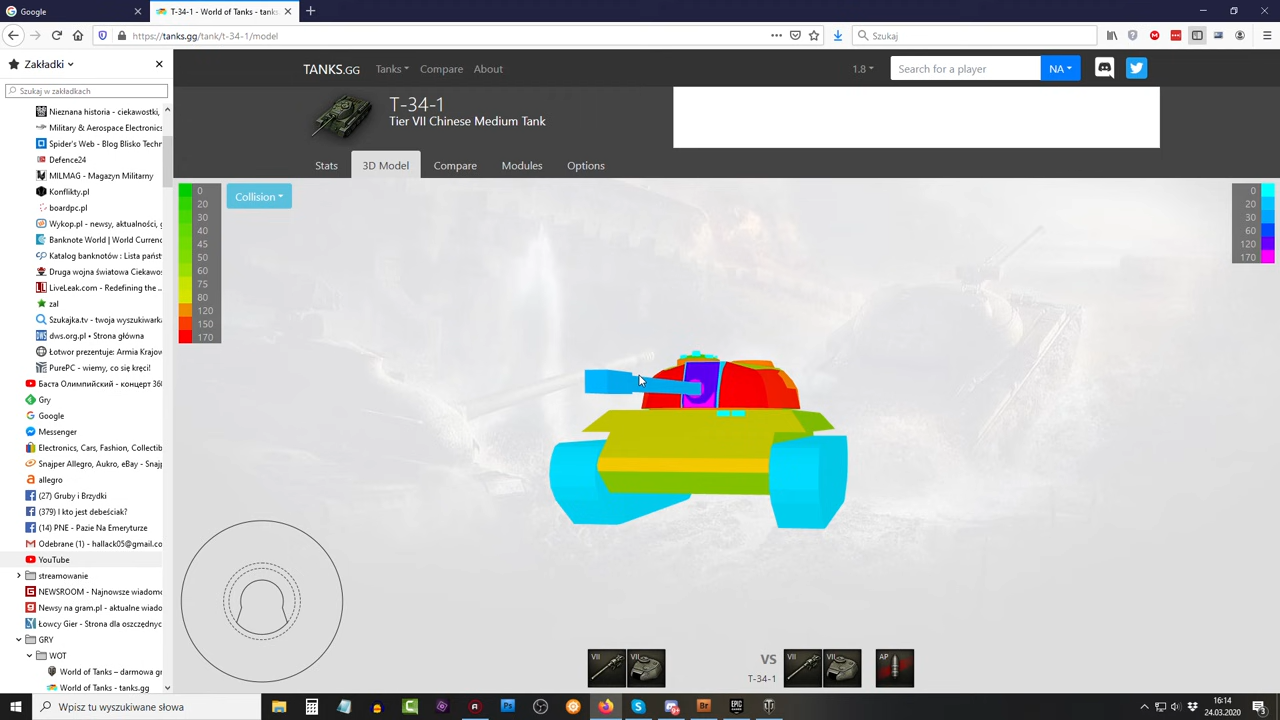 Google
T-34-1 - World of Tanks - tanks
https://tanks.gg/tank/t-34-1/model
Szukaj
Zakładki
Szukaj w zakładkach
Nieznana historia - ciekawostki,
Military & Aerospace Electronics
Spider's Web - Blog Blisko Techn
Defence24
MILMAG - Magazyn Militarny
Konflikty.pl
boardpc.pl
Wykop.pl - newsy, aktualności, g
Banknote World | World Currenc
Katalog banknotów : Lista państ
Druga wojna światowa Ciekawos
LiveLeak.com - Redefining the
zal
Szukajka.tv - twoja wyszukiwark
dws.org.pl • Strona główna
Łotwor prezentuje: Armia Krajow
PurePC - wiemy, co się kręci!
Баста Олимпийский - концерт 360
Gry
Google
Messenger
Electronics, Cars, Fashion, Collectib
Snajper Allegro, Aukro, eBay - Snaj
allegro
(27) Gruby i Brzydki
(379) I kto jest debeściak?
(14) PNE - Pazie Na Emeryturze
Odebrane (1) - hallack05@gmail.co
YouTube
streamowanie
NEWSROOM - Najnowsze wiadomo
Newsy na gram.pl - aktualne wiado
Łowcy Gier - Strona dla oszczędnyc
GRY
WOT
World of Tanks – darmowa gr
World of Tanks - tanks.gg
TANKS.GG
Tanks
Compare
About
1.8
Search for a player
NA
T-34-1
Tier VII Chinese Medium Tank
Stats
3D Model
Compare
Modules
Options
Collision
0
20
30
40
45
50
60
75
80
120
150
170
0
20
30
60
120
170
VII
VII
VS
T-34-1
VII
VII
AP
Wpisz tu wyszukiwane słowa
16:14
24.03.2020